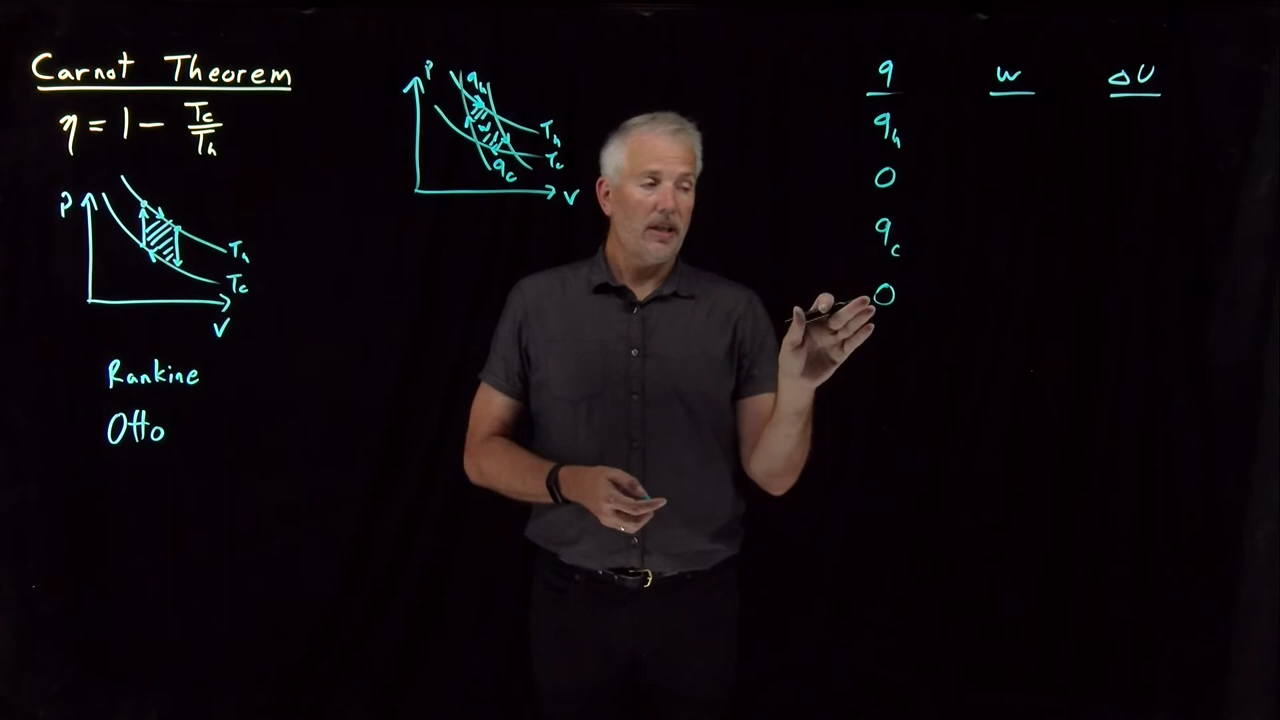 Carnot Theorem
η = 1 - Tc/Th
P
Th
Tc
V
Rankine
Otto
P
qh
w
Th
Tc
qc
V
q w ΔU
qh
0
qc
0